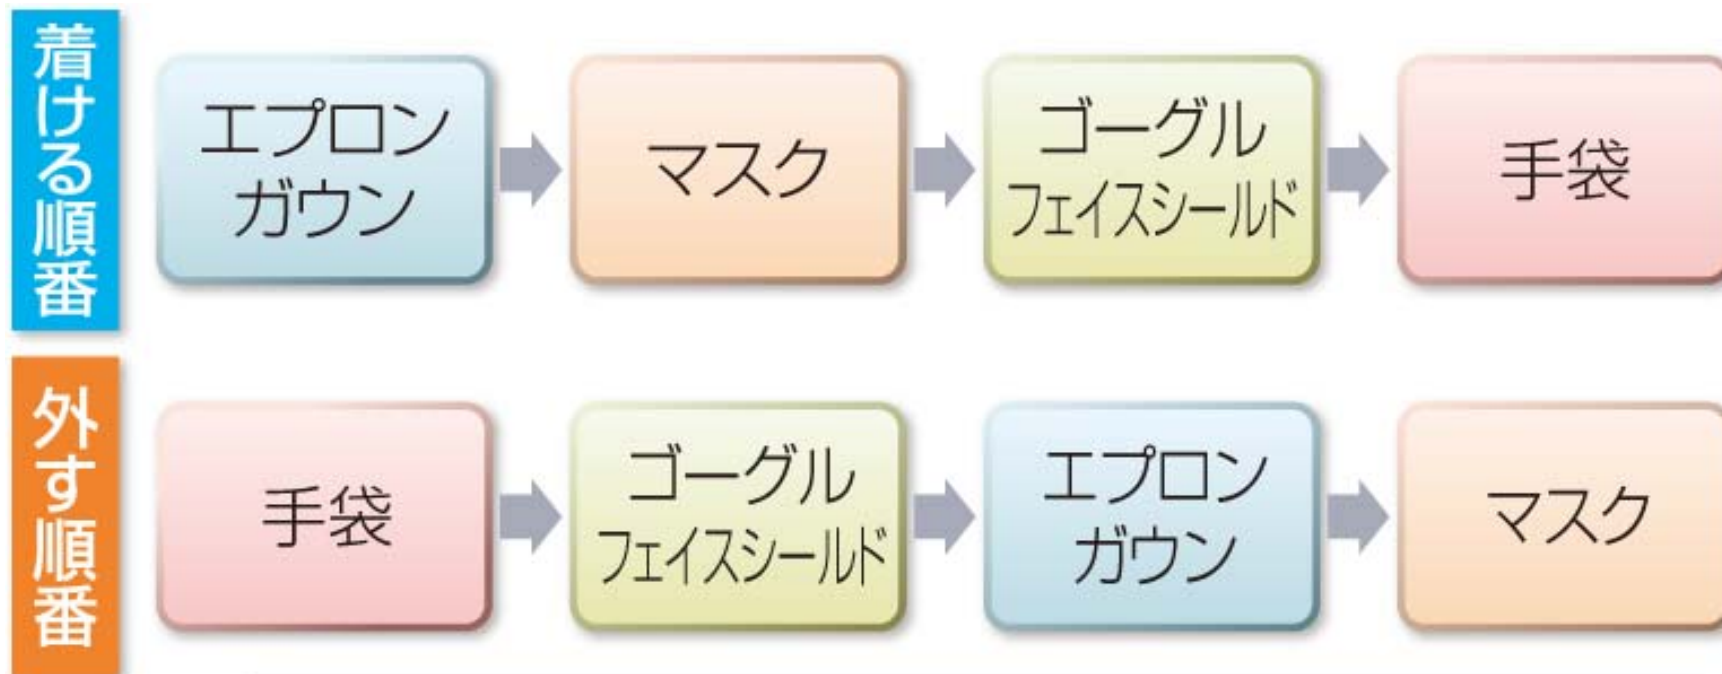 着ける順番
エプロン
ガウン
マスク
ゴーグル
フェイスシールド
手袋
外す順番
手袋
ゴーグル
フェイスシールド
エプロン
ガウン
マスク